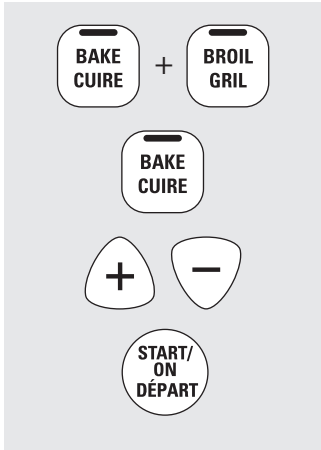 BAKE
CUIRE
+
BROIL
GRIL
BAKE
CUIRE
+ −
START/
ON
DÉPART